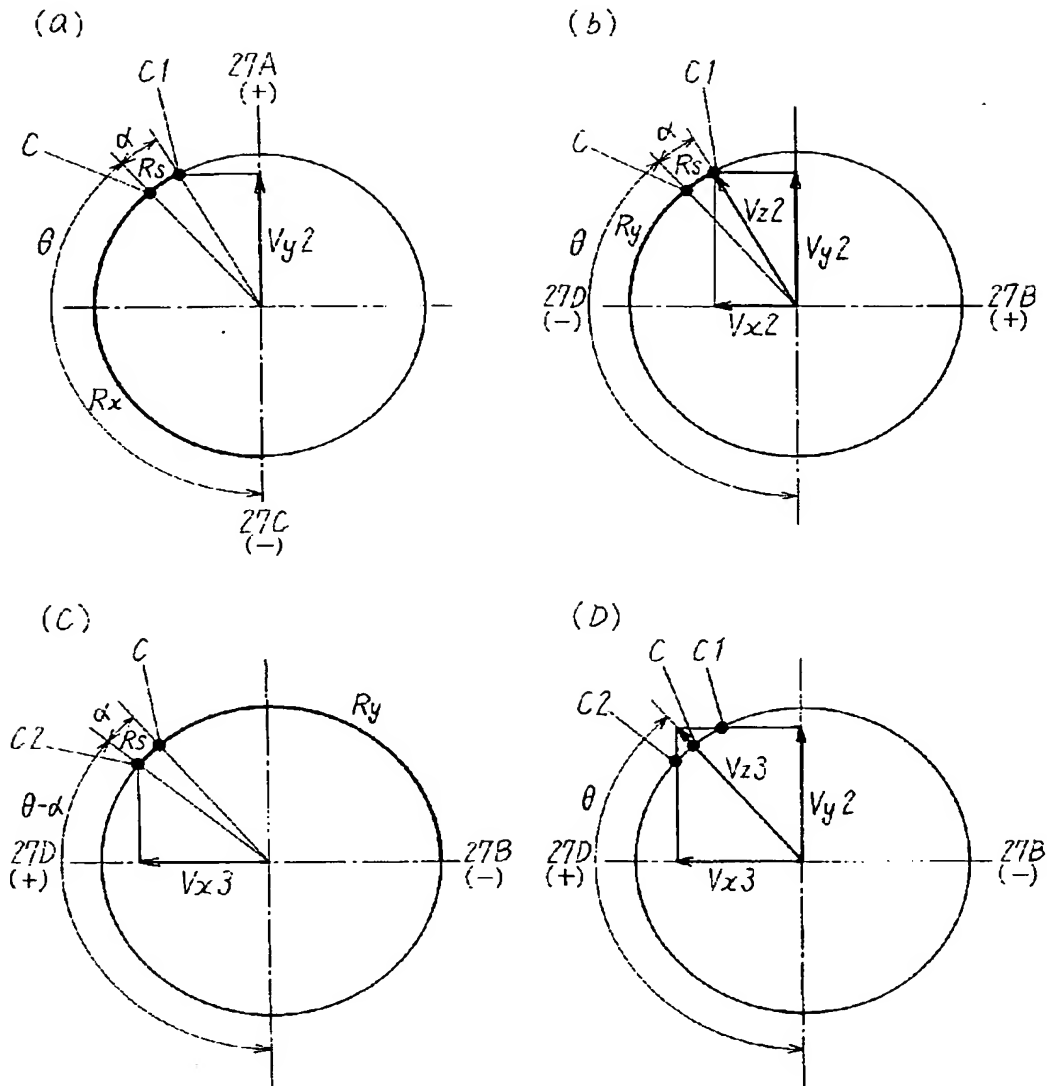 (a)
27A
(+)
C1
C
α
Rs
θ
Vy2
Rx
27C
(-)
(b)
C1
C
α
Rs
θ
Ry
Vz2
Vy2
27D
(-)
Vx2
27B
(+)
(C)
C
α
C2
Rs
Ry
θ-α
27D
(+)
Vx3
27B
(-)
(D)
C
C1
C2
θ
Vz3
Vy2
27D
(+)
Vx3
27B
(-)